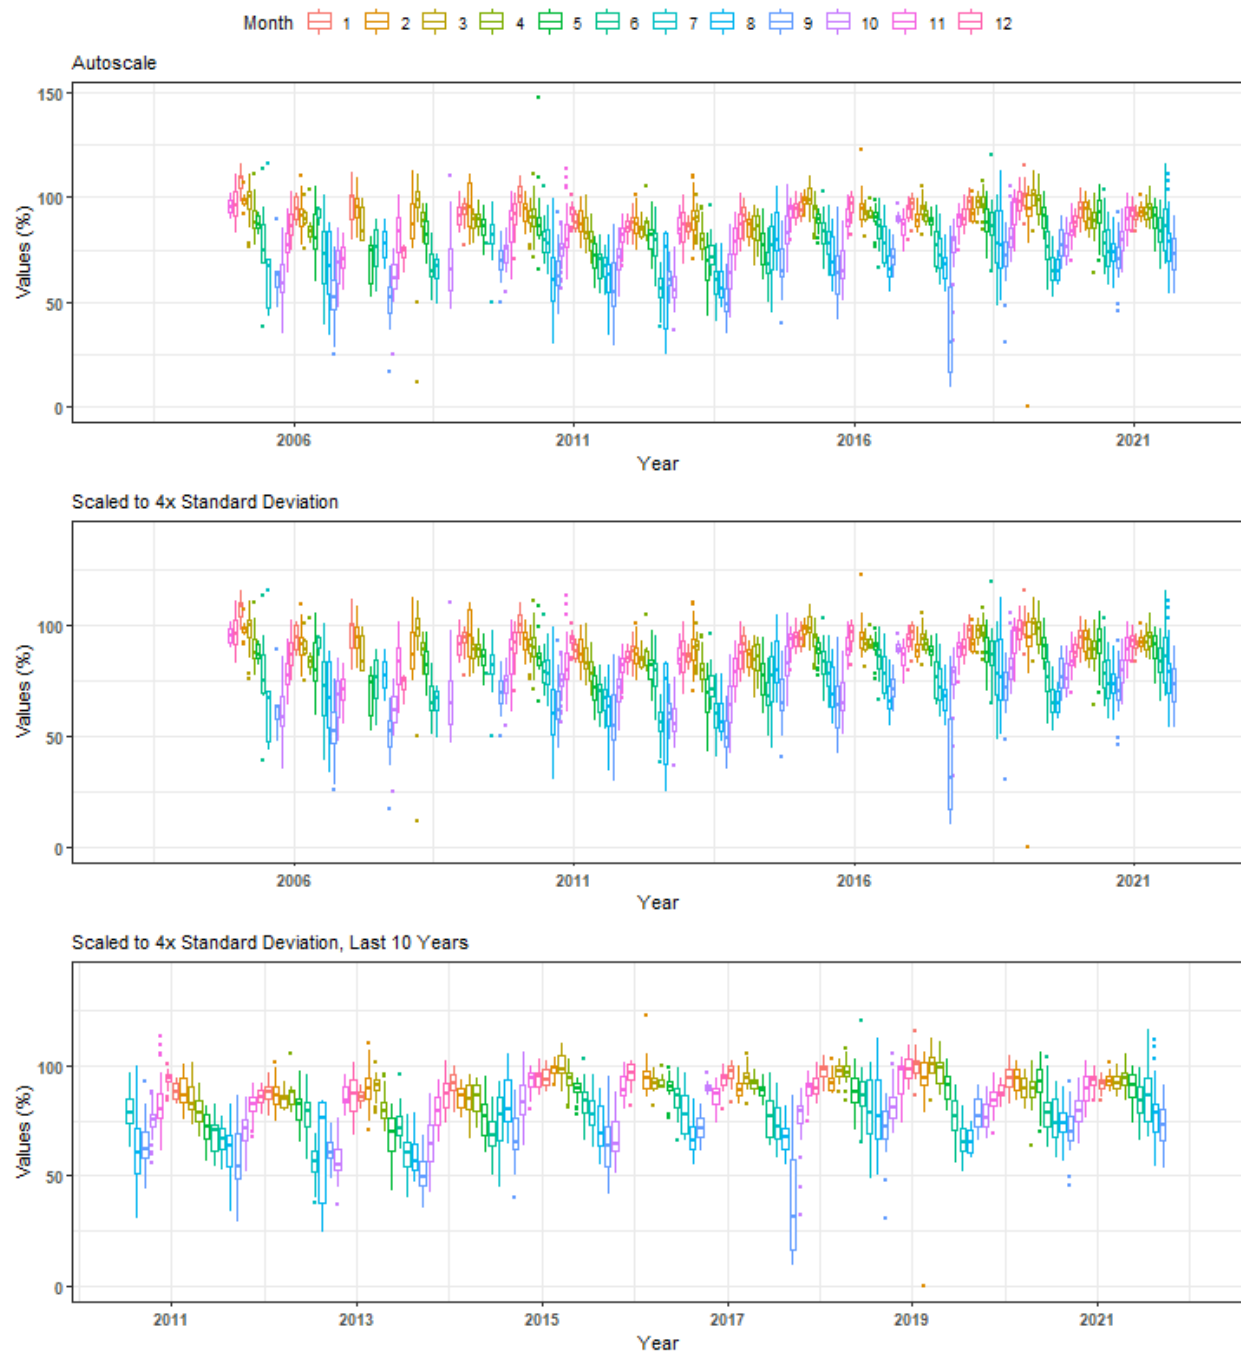 Month 1 2 3 4 5 6 7 8 9 10 11 12
Autoscale
150
100
50
0
Values (%)
2006 2011 2016 2021
Year
Scaled to 4x Standard Deviation
100
50
0
Values (%)
2006 2011 2016 2021
Year
Scaled to 4x Standard Deviation, Last 10 Years
100
50
0
Values (%)
2011 2013 2015 2017 2019 2021
Year